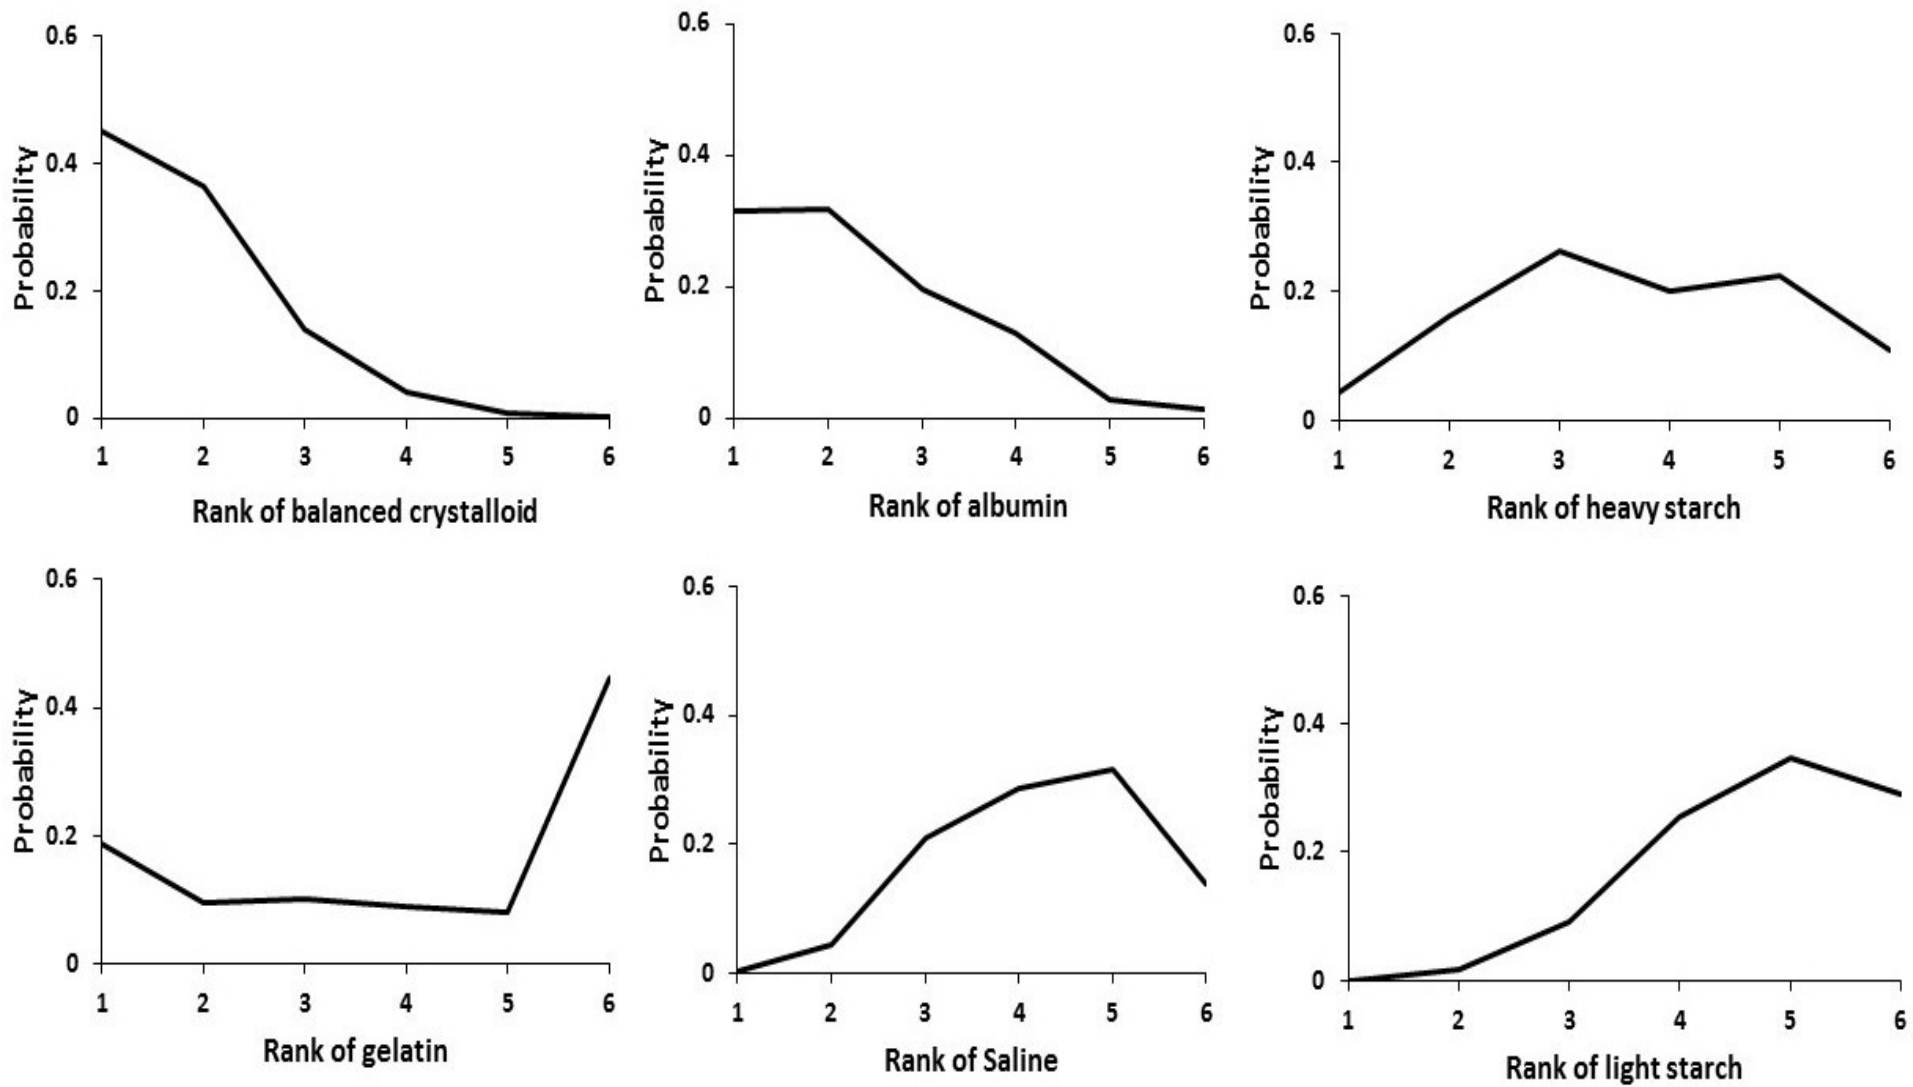 0.6
0.4
0.2
0
Probability
1 2 3 4 5 6
Rank of balanced crystalloid
0.6
0.4
0.2
0
Probability
1 2 3 4 5 6
Rank of albumin
0.6
0.4
0.2
0
Probability
1 2 3 4 5 6
Rank of heavy starch
0.6
0.4
0.2
0
Probability
1 2 3 4 5 6
Rank of gelatin
0.6
0.4
0.2
0
Probability
1 2 3 4 5 6
Rank of Saline
0.6
0.4
0.2
0
Probability
1 2 3 4 5 6
Rank of light starch